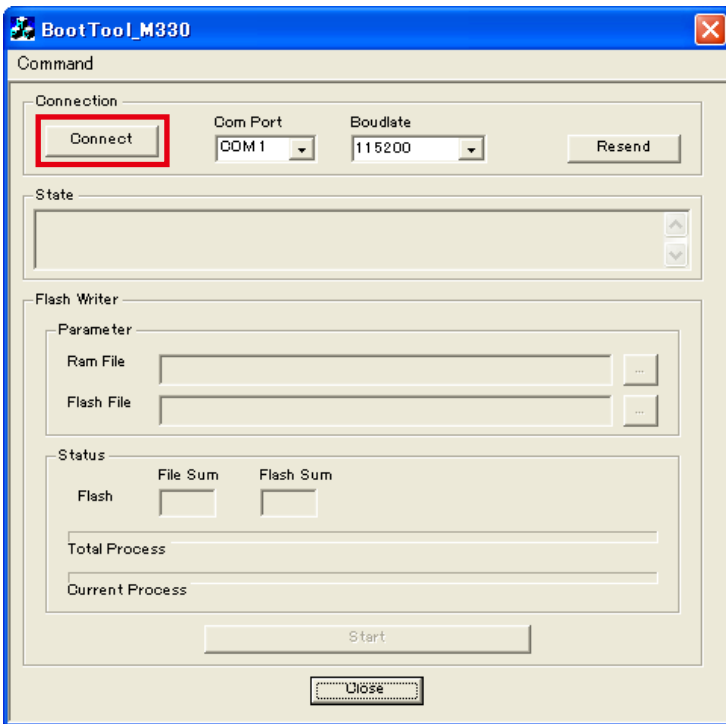 BootTool_M330
Command
Connection
Connect
Com Port
COM1
Boudlate
115200
Resend
State
Flash Writer
Parameter
Ram File
...
Flash File
...
Status
File Sum
Flash Sum
Flash
Total Process
Current Process
Start
Close